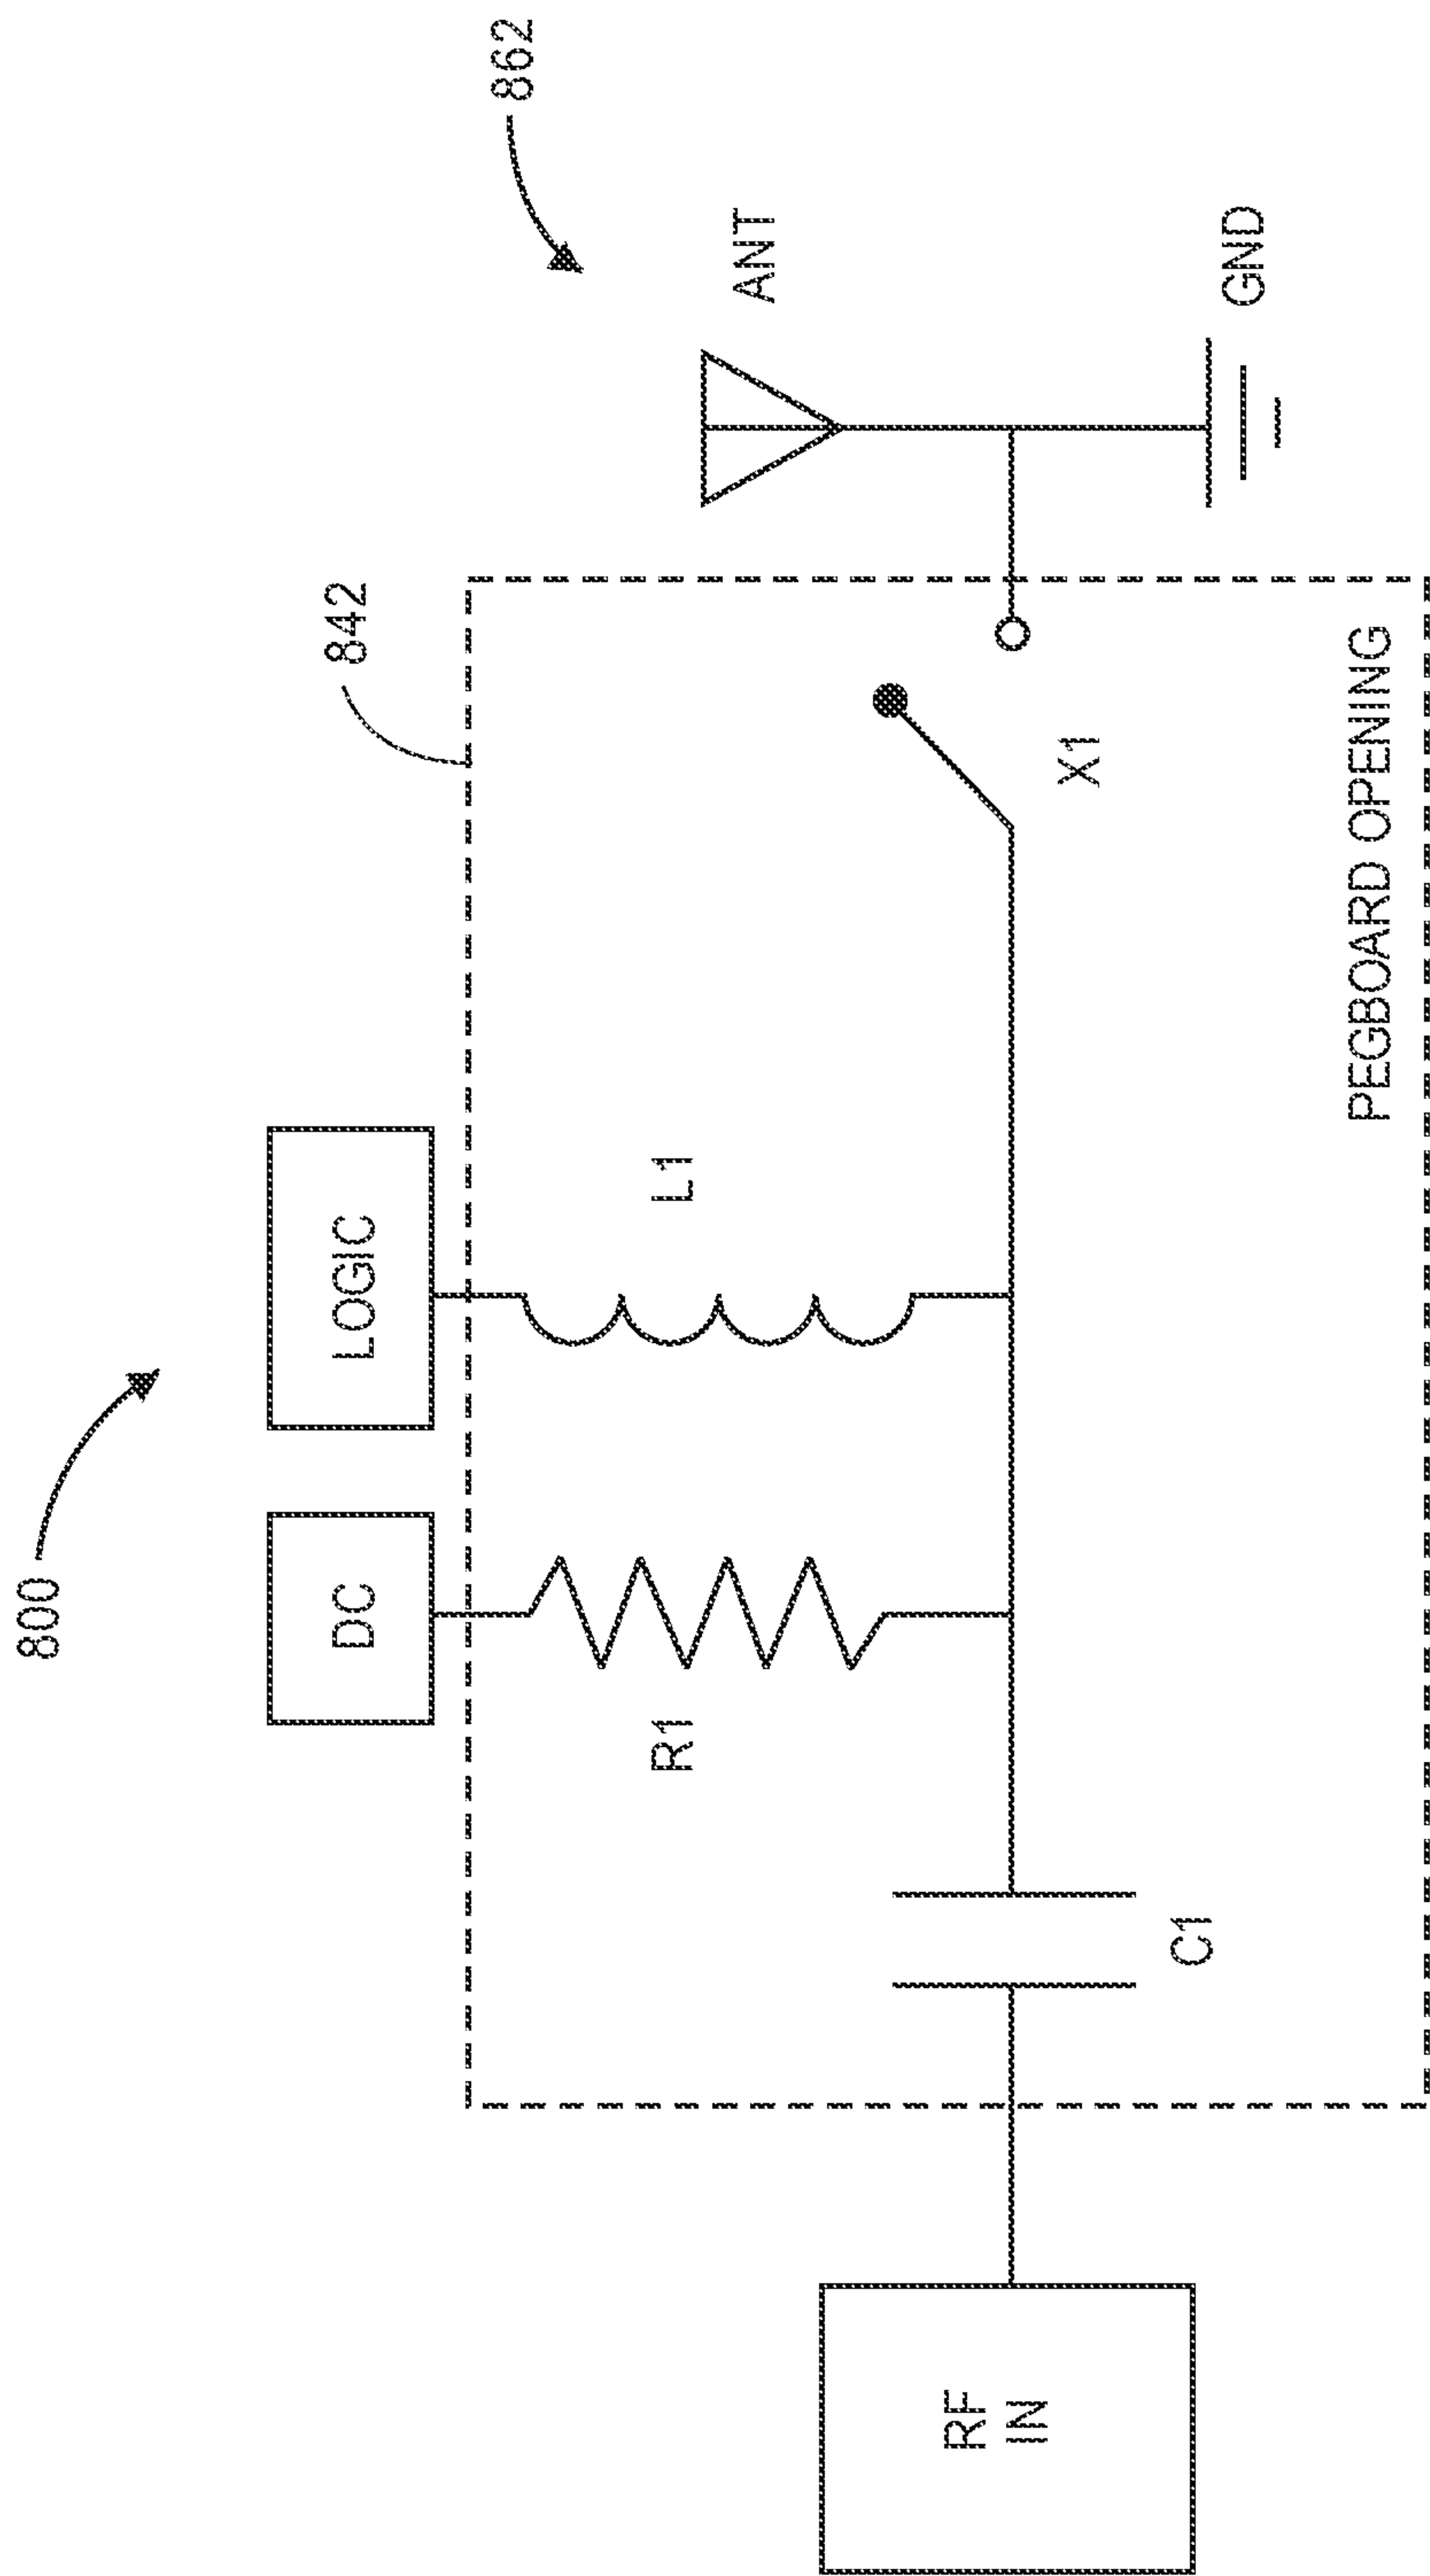 800
DC
LOGIC
842
862
R1
L1
ANT
RF
IN
C1
X1
GND
PEGBOARD OPENING